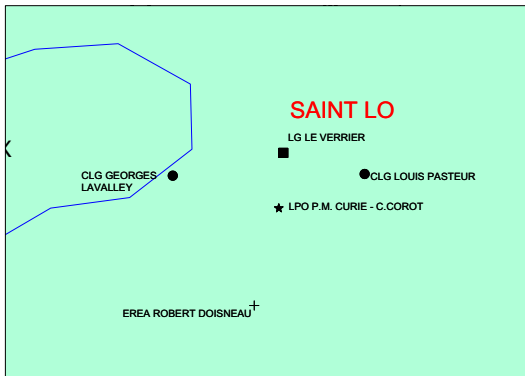 SAINT LO
LG LE VERRIER
CLG GEORGES
LAVALLEY
CLG LOUIS PASTEUR
LPO P.M. CURIE - C.COROT
EREA ROBERT DOISNEAU